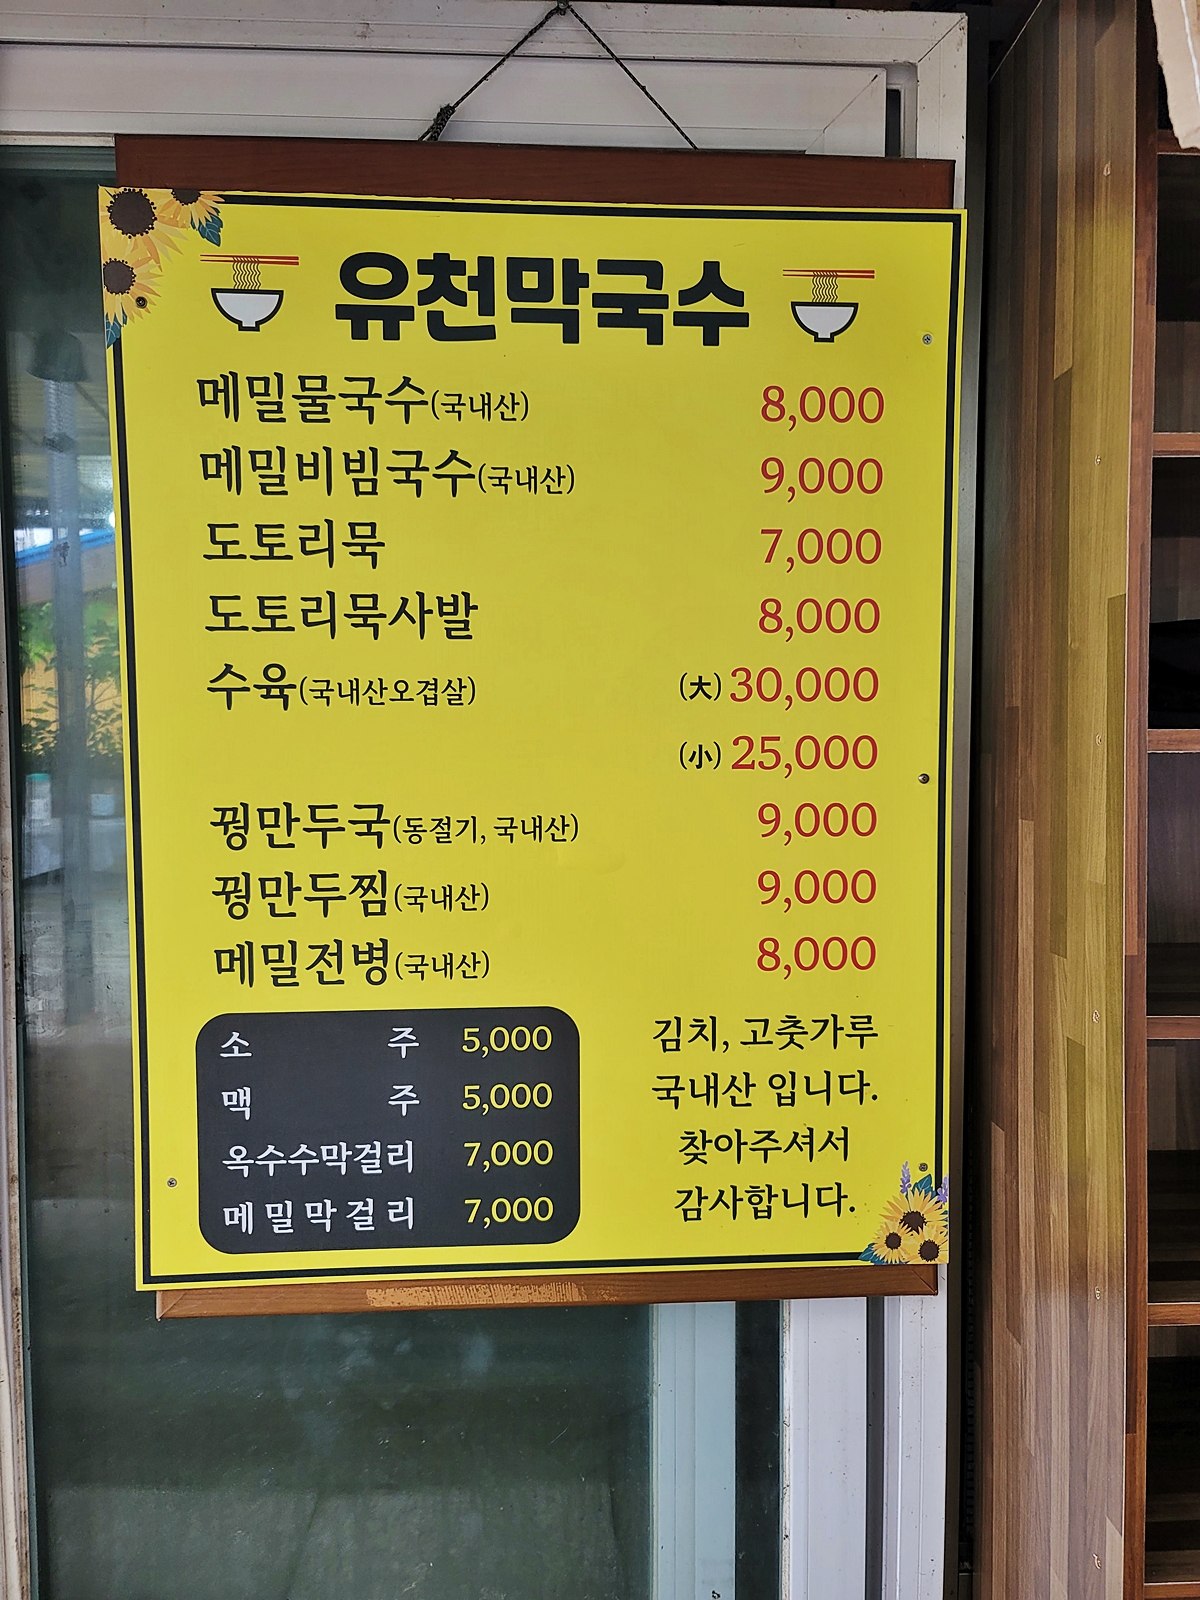 유천막국수
메밀물국수(국내산) 8,000
메밀비빔국수(국내산) 9,000
도토리묵 7,000
도토리묵사발 8,000
수육(국내산오겹살) (大) 30,000
(小) 25,000
꿩만두국(동절기, 국내산) 9,000
꿩만두찜(국내산) 9,000
메밀전병(국내산) 8,000
소 주 5,000
맥 주 5,000
옥수수막걸리 7,000
메밀막걸리 7,000
김치, 고춧가루
국내산 입니다.
찾아주셔서
감사합니다.